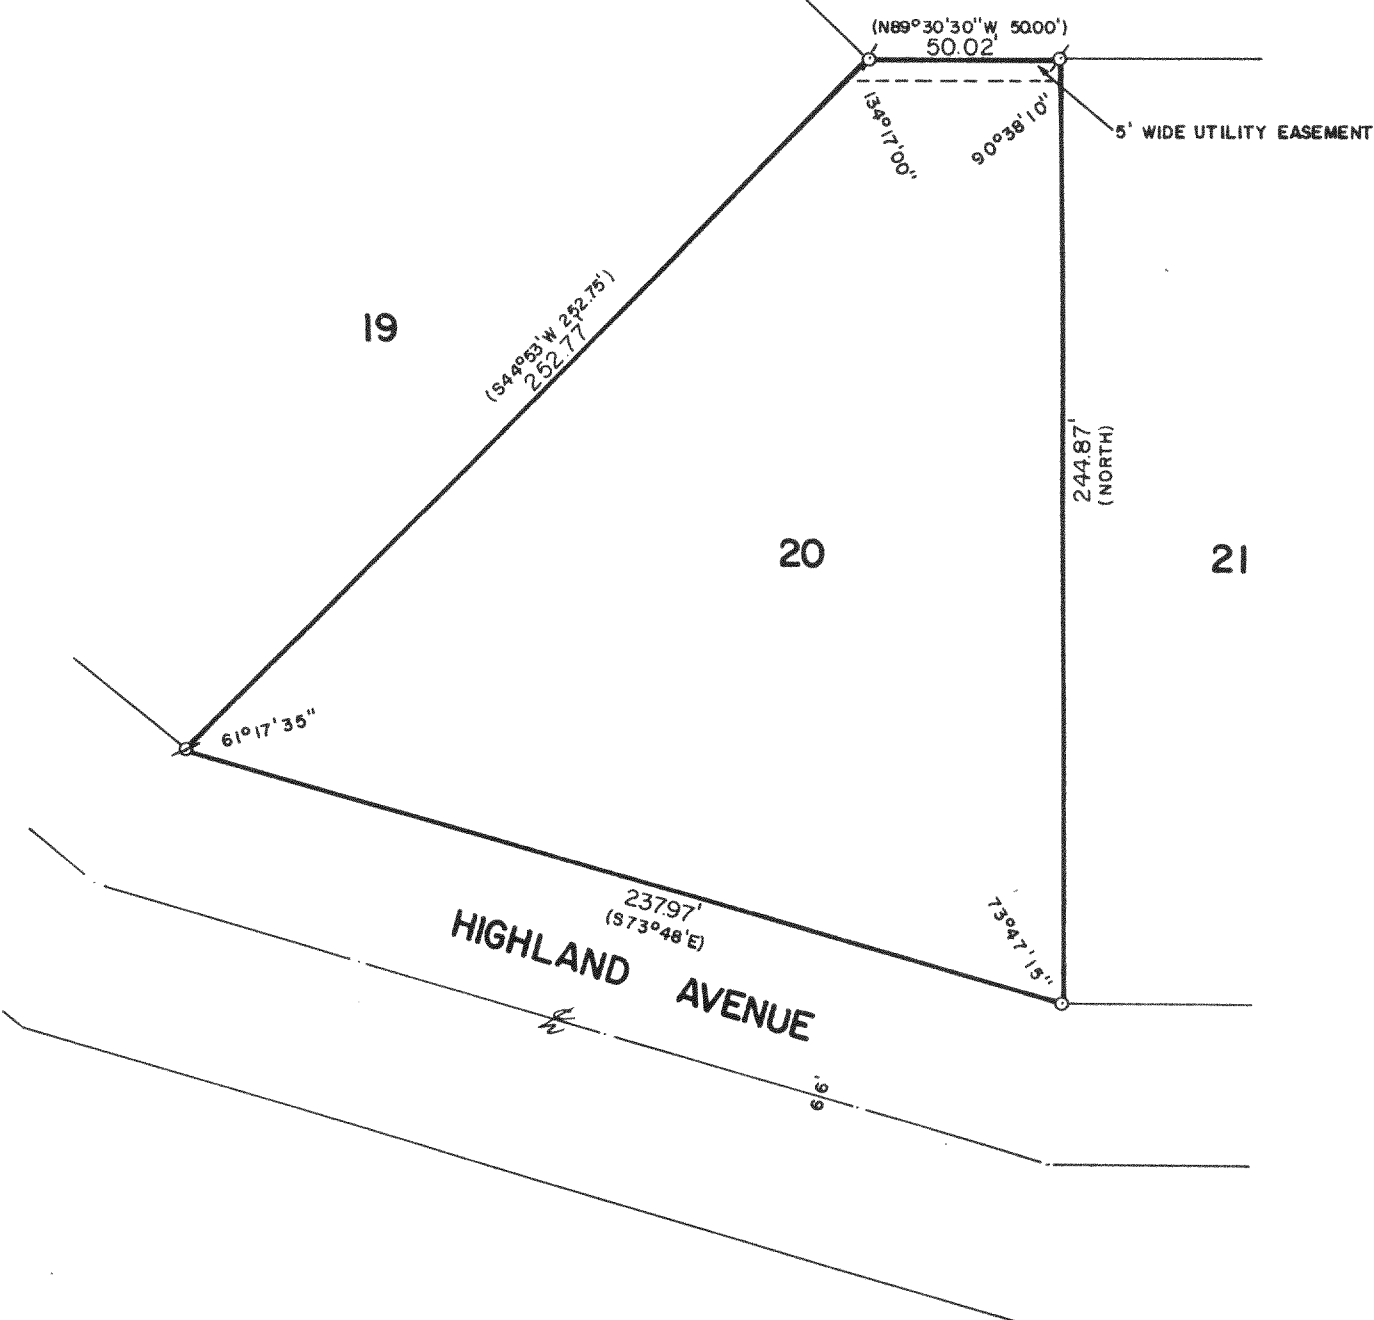 (N89°30'30"W 50.00')
50.02'
134°17'00"
90°38'10"
5' WIDE UTILITY EASEMENT
(S44°53'W 252.75')
252.77'
19
244.87'
(NORTH)
20
21
61°17'35"
237.97'
(S73°48'E)
73°47'15"
HIGHLAND AVENUE
66'